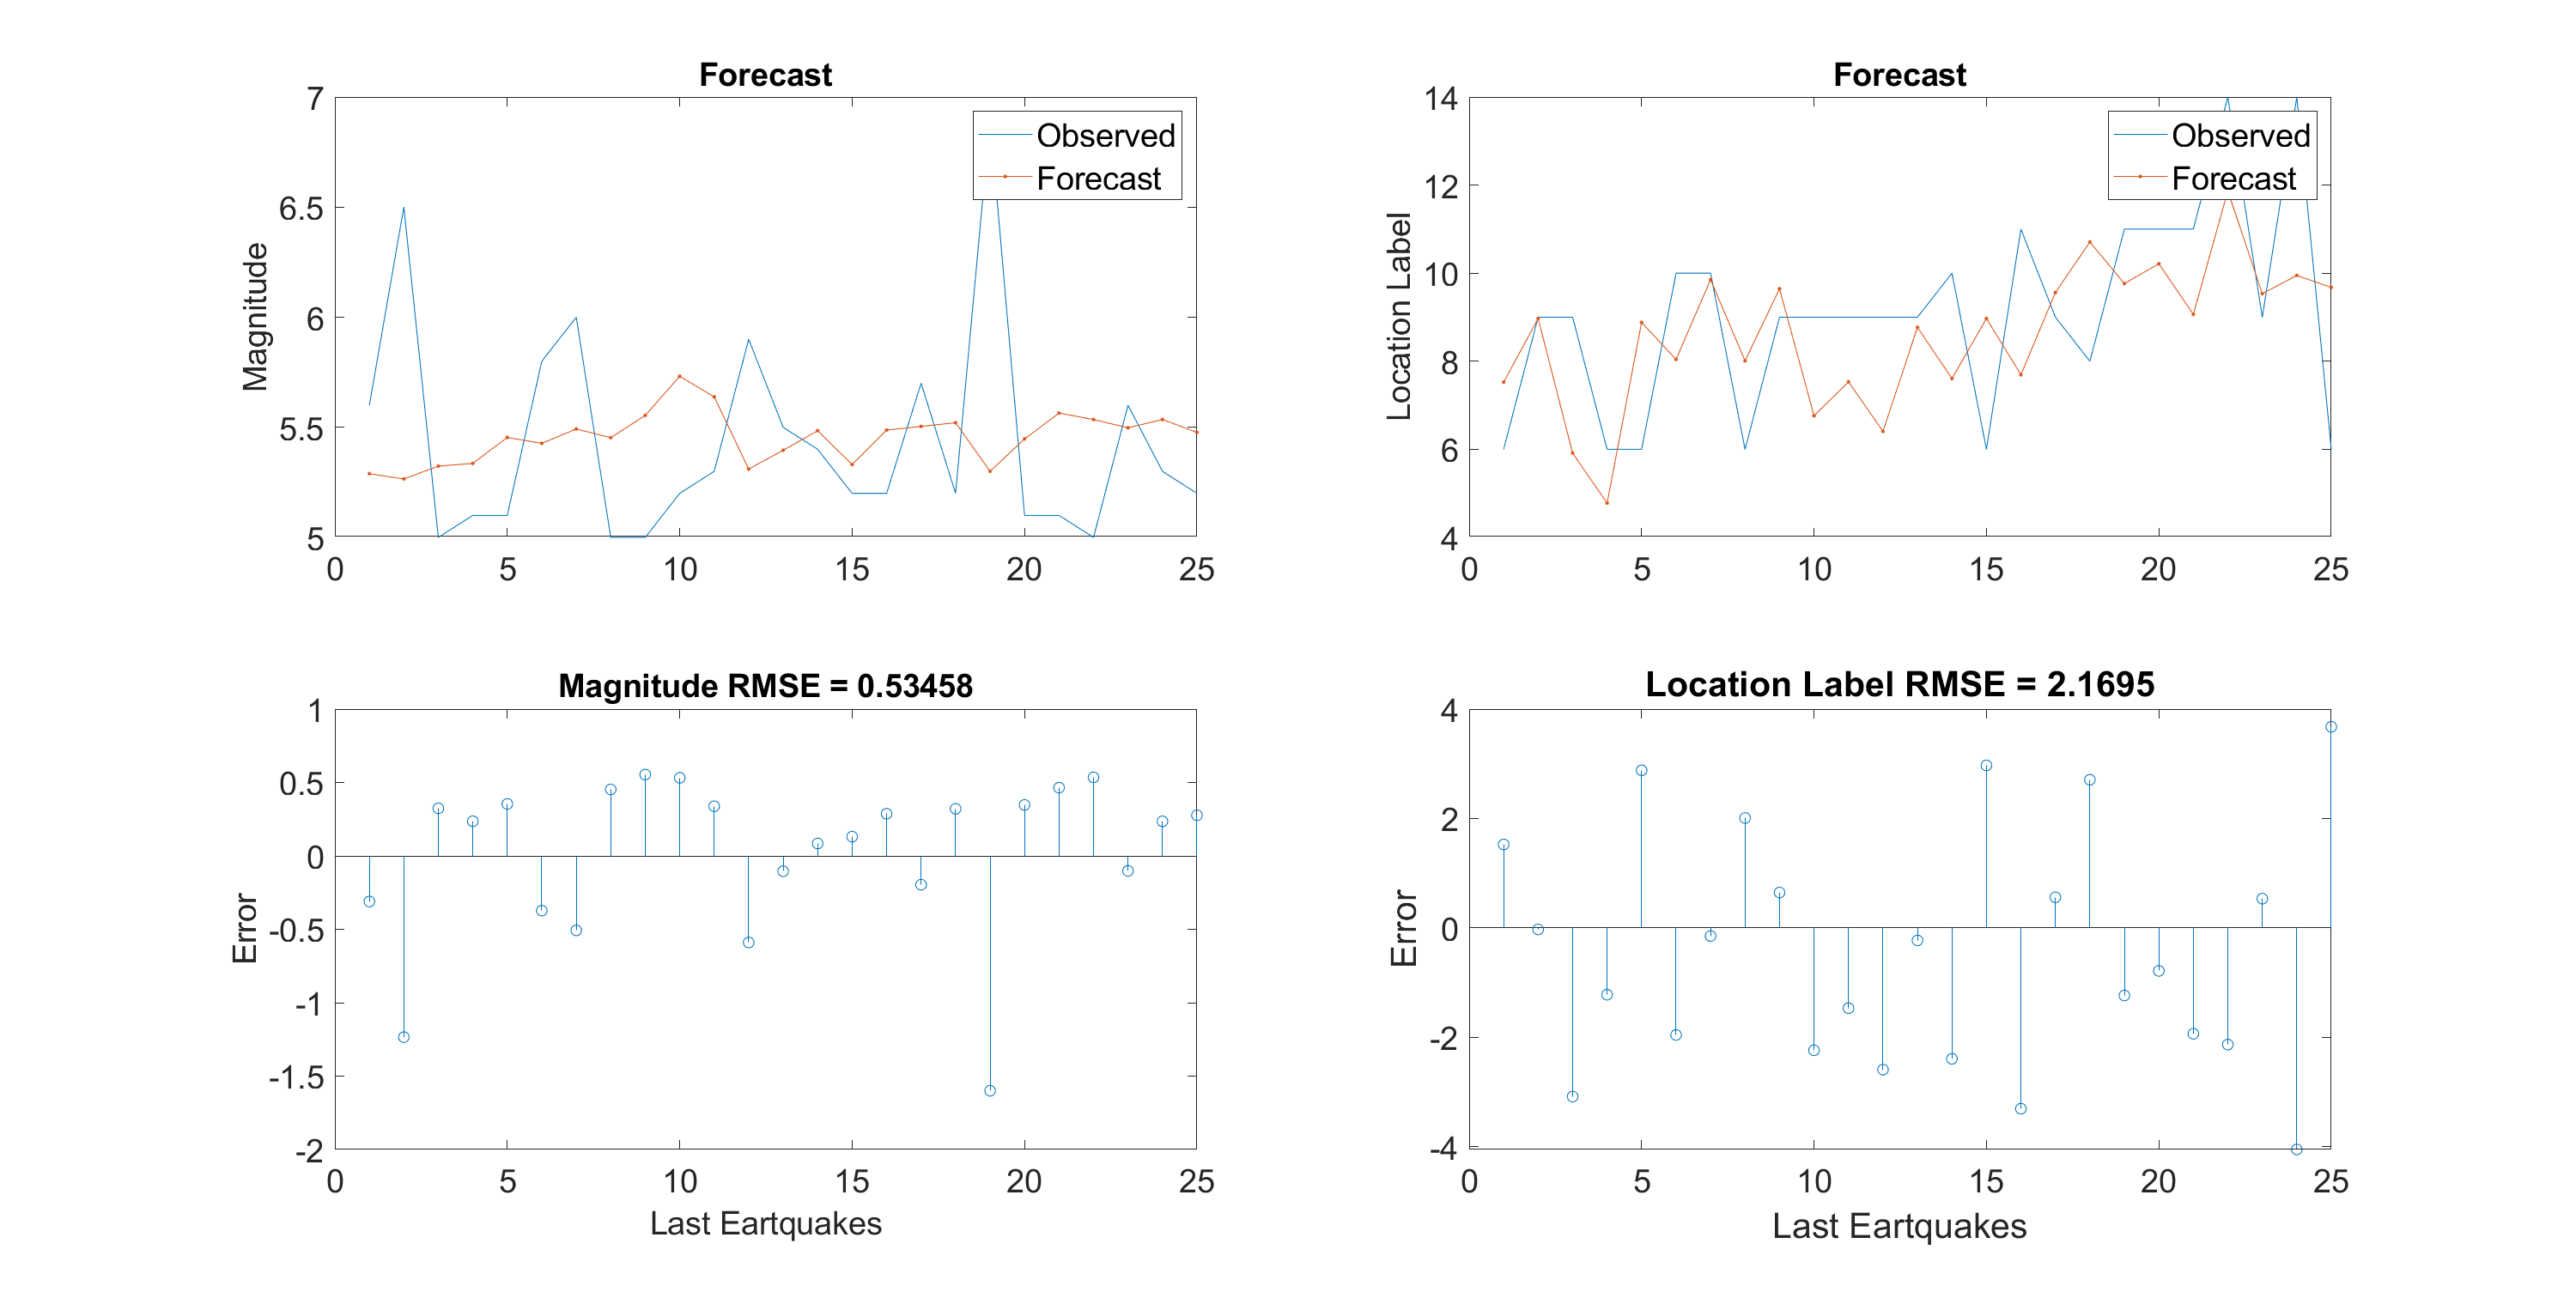 Forecast
7
6.5
6
5.5
5
Magnitude
Observed
Forecast
0 5 10 15 20 25
Forecast
14
12
10
8
6
4
Location Label
Observed
Forecast
0 5 10 15 20 25
Magnitude RMSE = 0.53458
1
0.5
0
-0.5
-1
-1.5
-2
Error
0 5 10 15 20 25
Last Eartquakes
Location Label RMSE = 2.1695
4
2
0
-2
-4
Error
0 5 10 15 20 25
Last Eartquakes